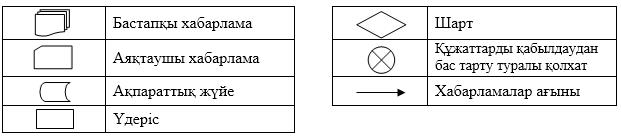 Бастапқы хабарлама
Аяқтаушы хабарлама
Ақпараттық жүйе
Үдеріс
Шарт
Құжаттарды қабылдаудан
бас тарту туралы қолхат
Хабарламалар ағыны